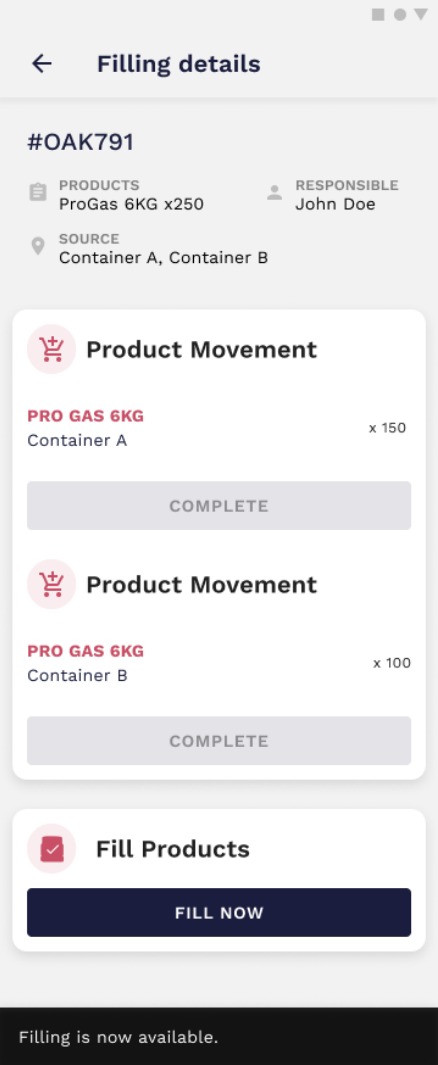 Filling details
#OAK791
PRODUCTS
ProGas 6KG x250
RESPONSIBLE
John Doe
SOURCE
Container A, Container B
Product Movement
PRO GAS 6KG
Container A
x 150
COMPLETE
Product Movement
PRO GAS 6KG
Container B
x 100
COMPLETE
Fill Products
FILL NOW
Filling is now available.